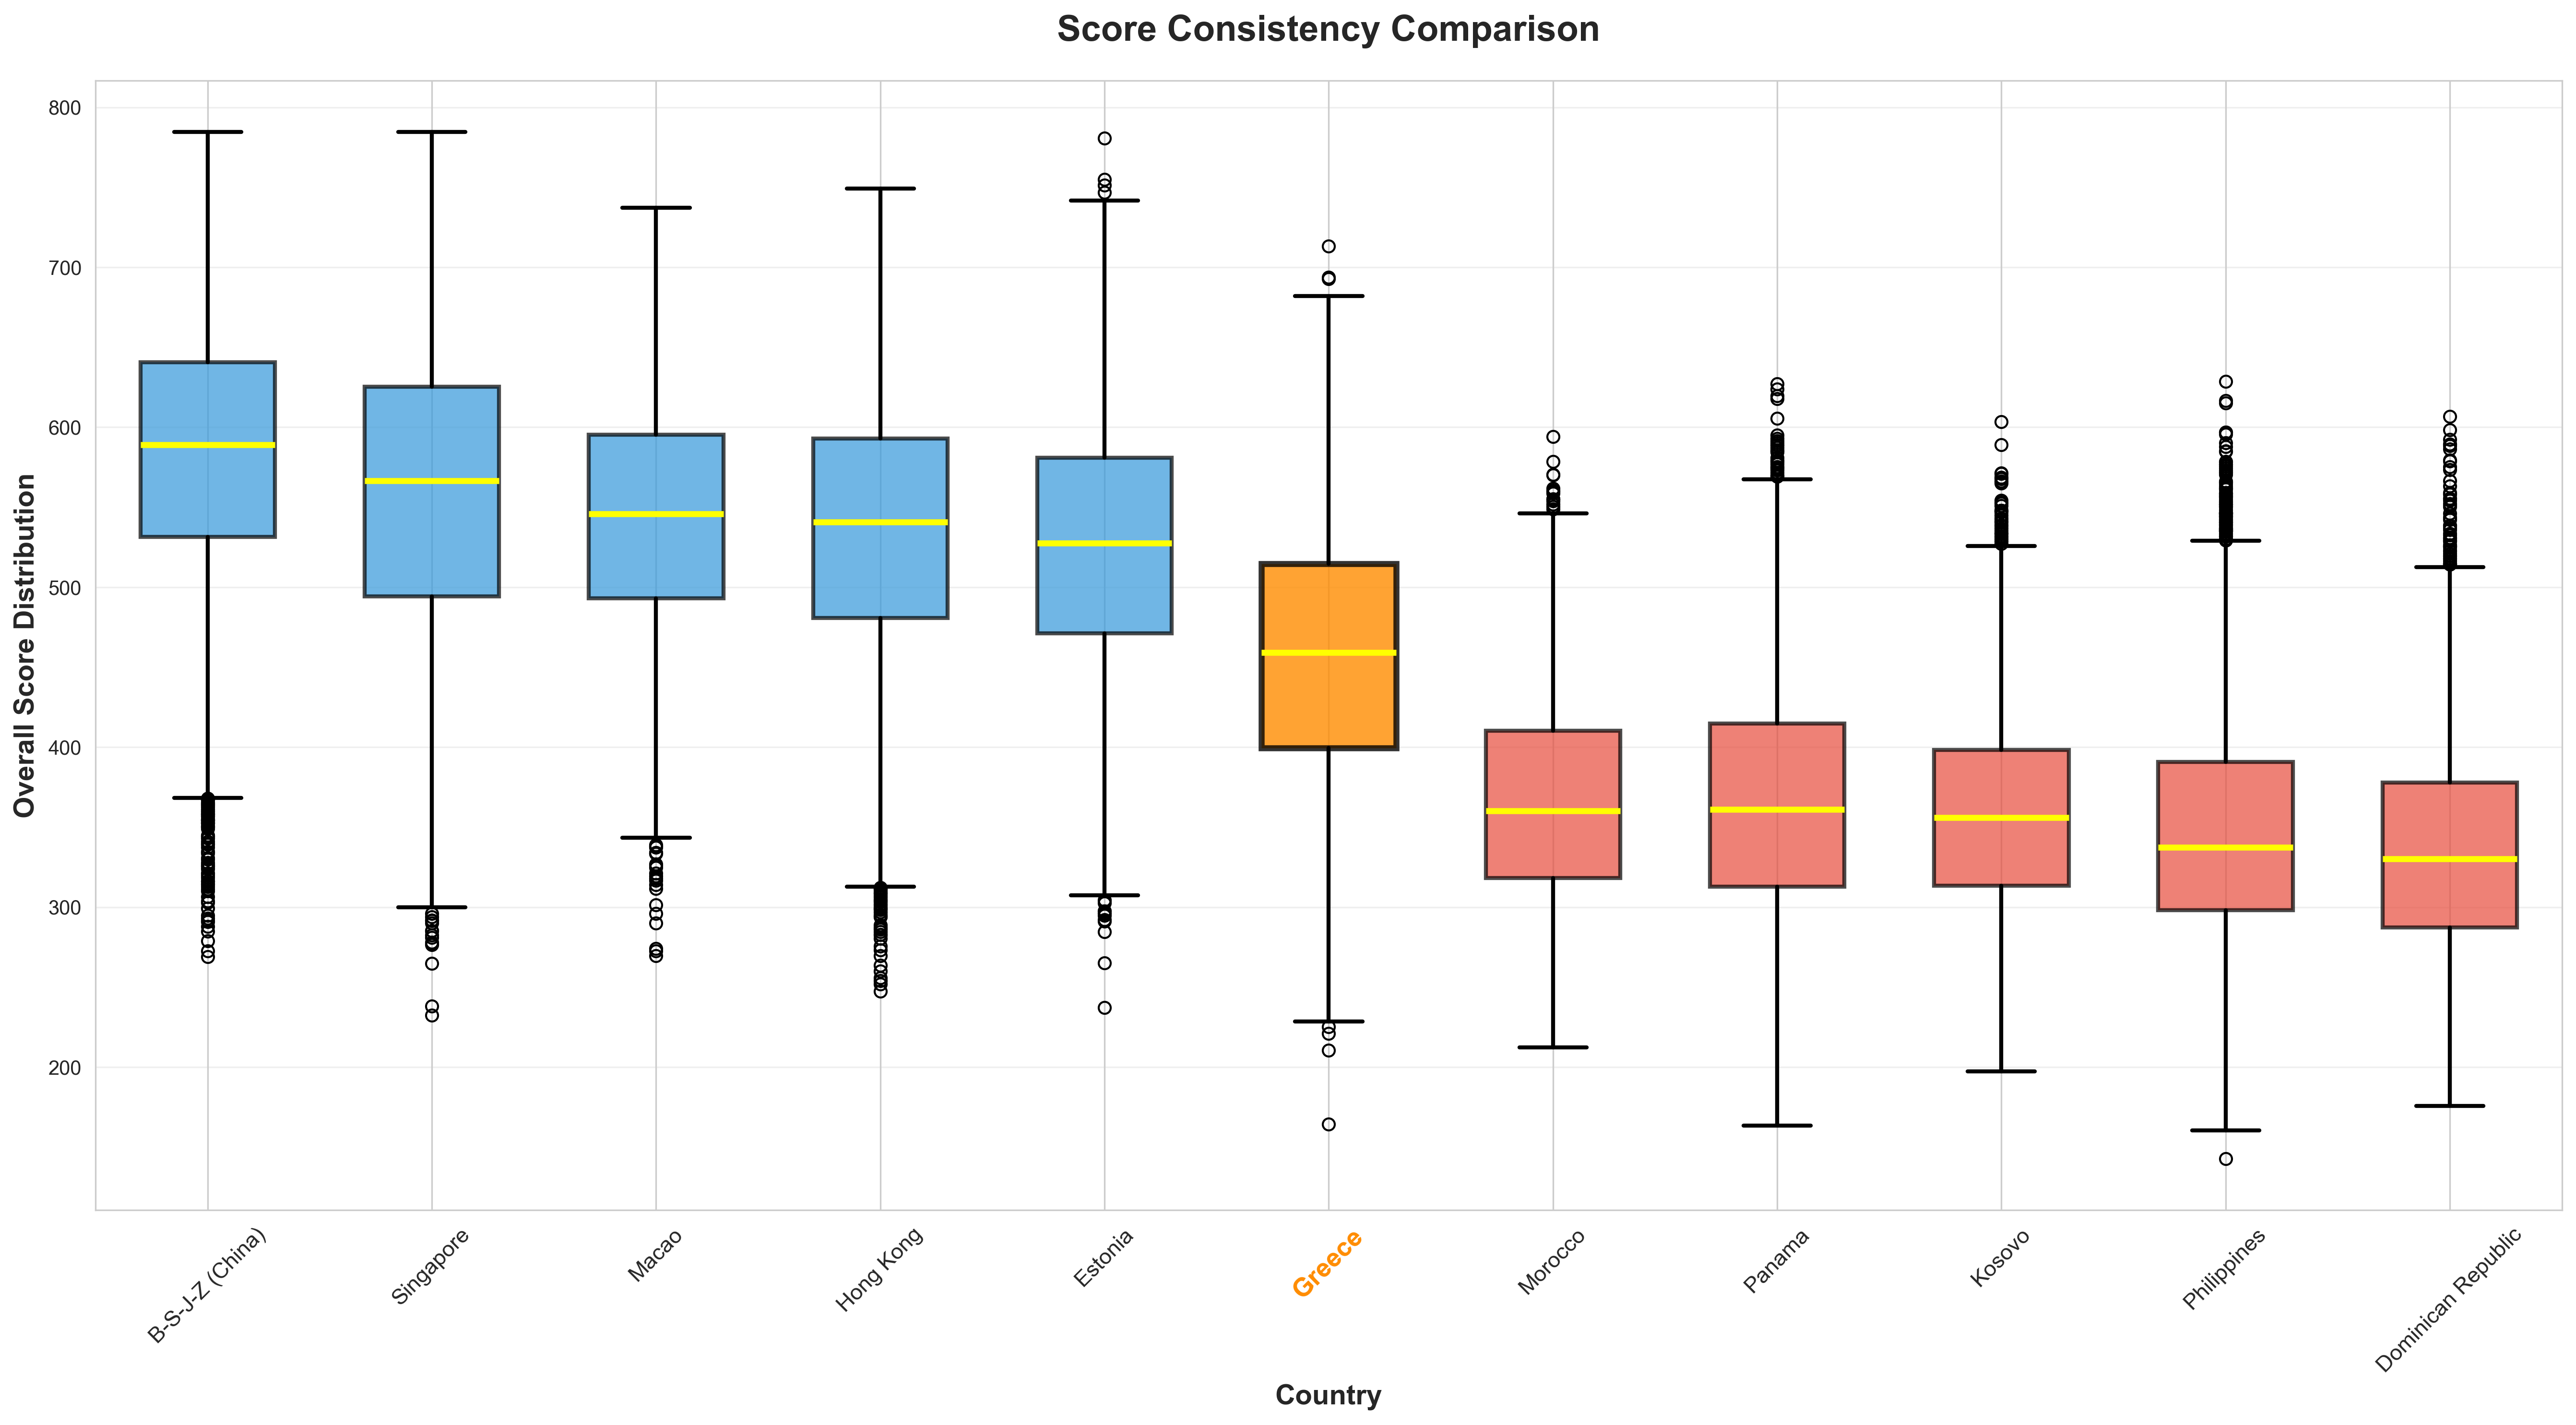 Score Consistency Comparison
Overall Score Distribution
800
700
600
500
400
300
200
B-S-J-Z (China)
Singapore
Macao
Hong Kong
Estonia
Greece
Morocco
Panama
Kosovo
Philippines
Dominican Republic
Country